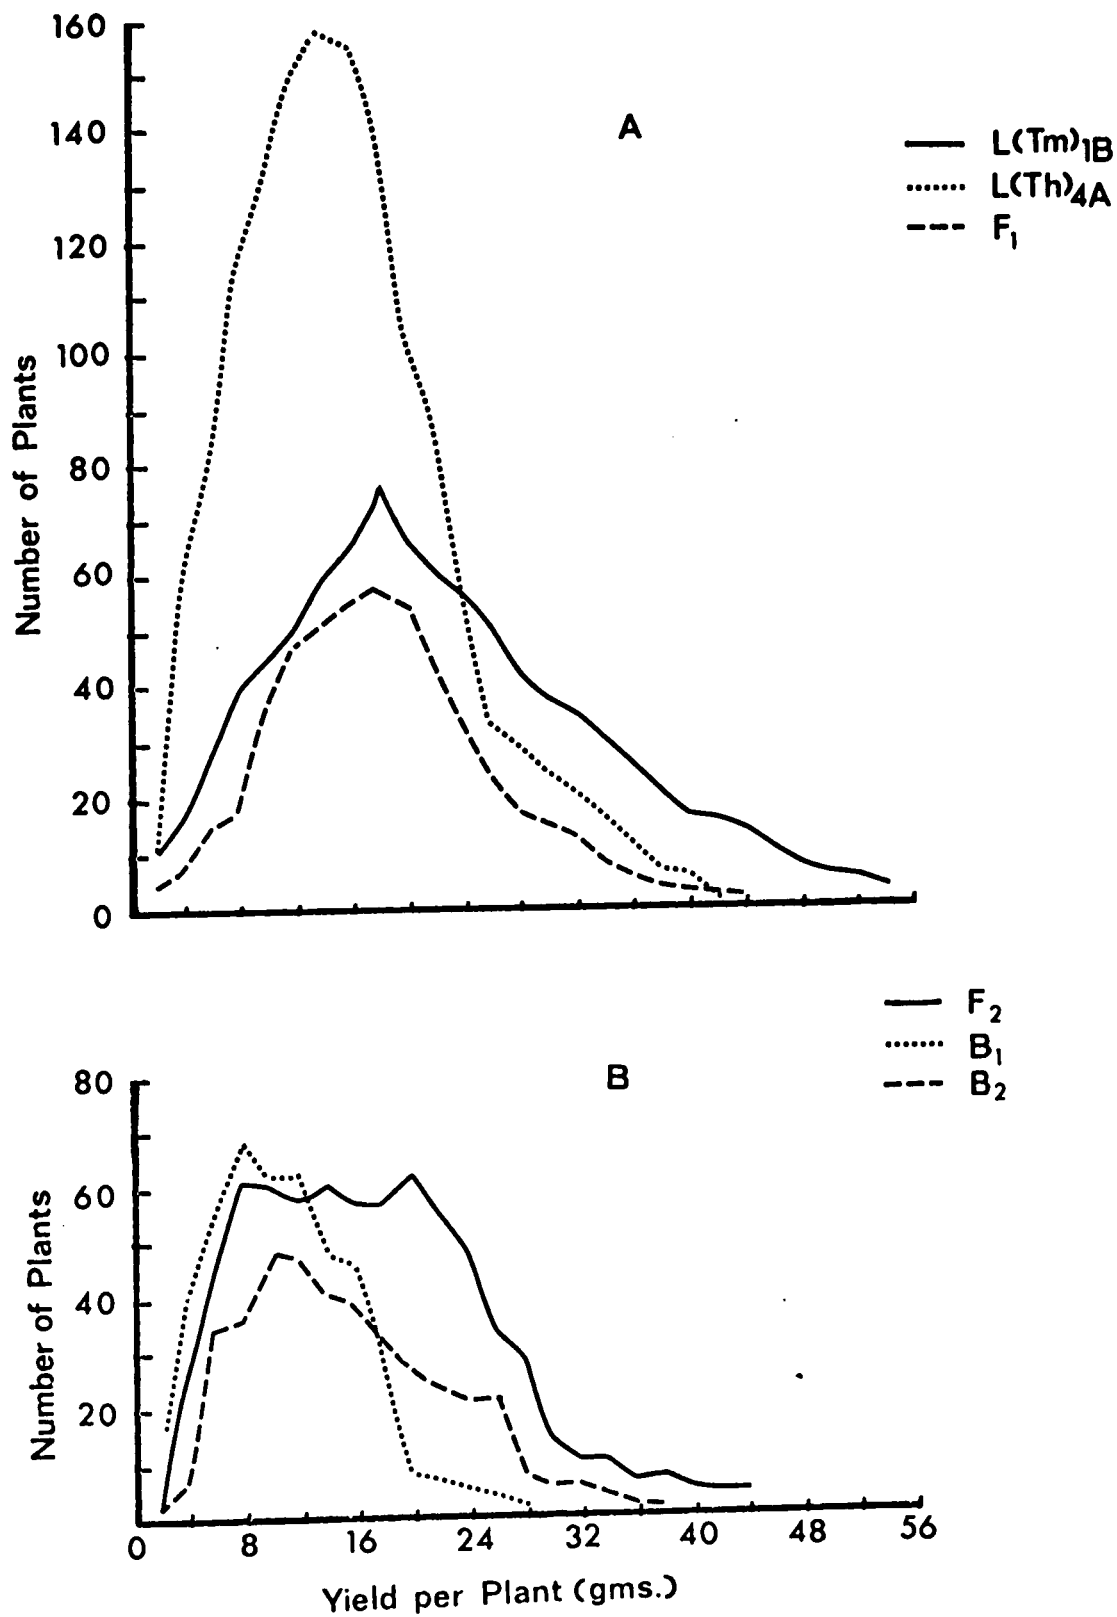 160
140
120
100
80
60
40
20
0
Number of Plants
A
L(Tm)1B
L(Th)4A
F1
80
60
40
20
Number of Plants
B
F2
B1
B2
0 8 16 24 32 40 48 56
Yield per Plant (gms.)